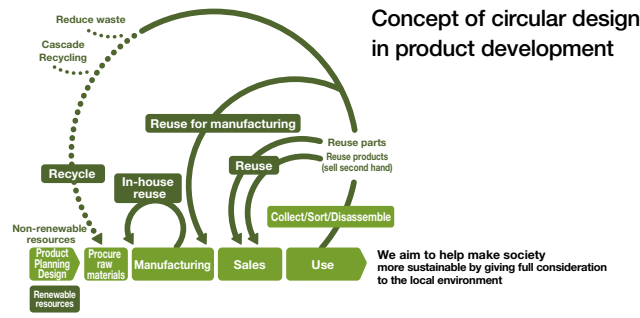 Concept of circular design
in product development
Reduce waste
Cascade
Recycling
Reuse for manufacturing
Reuse parts
Reuse products
(sell second hand)
Reuse
Recycle
In-house
reuse
Collect/Sort/Disassemble
Non-renewable
resources
Product
Planning
Design
Procure
raw
materials
Manufacturing
Sales
Use
Renewable
resources
We aim to help make society
more sustainable by giving full consideration
to the local environment